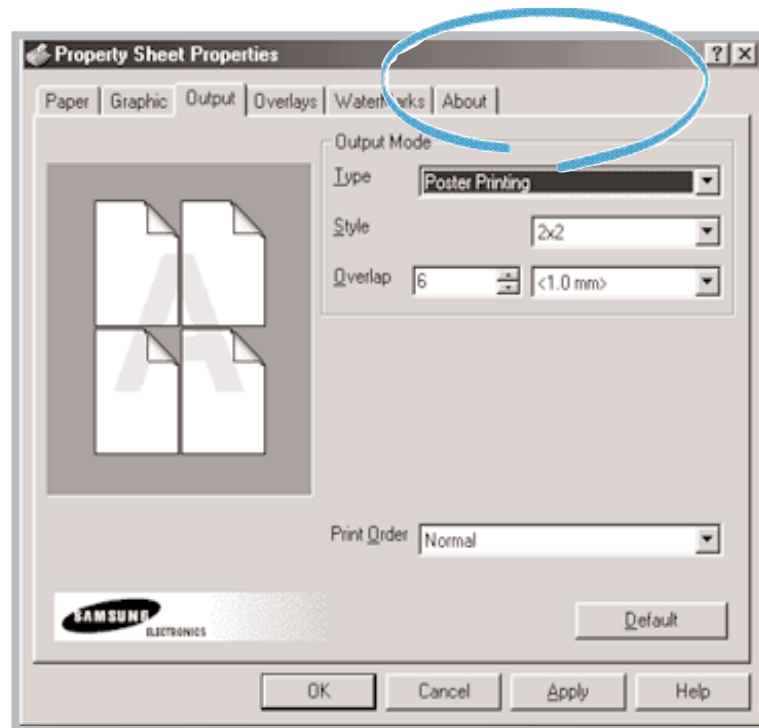 Property Sheet Properties
Paper Graphic Output Overlays WaterMarks About
Output Mode
Type Poster Printing
Style 2x2
Overlap 6 <1.0 mm>
A
Print Order Normal
SAMSUNG
ELECTRONICS
Default
OK Cancel Apply Help